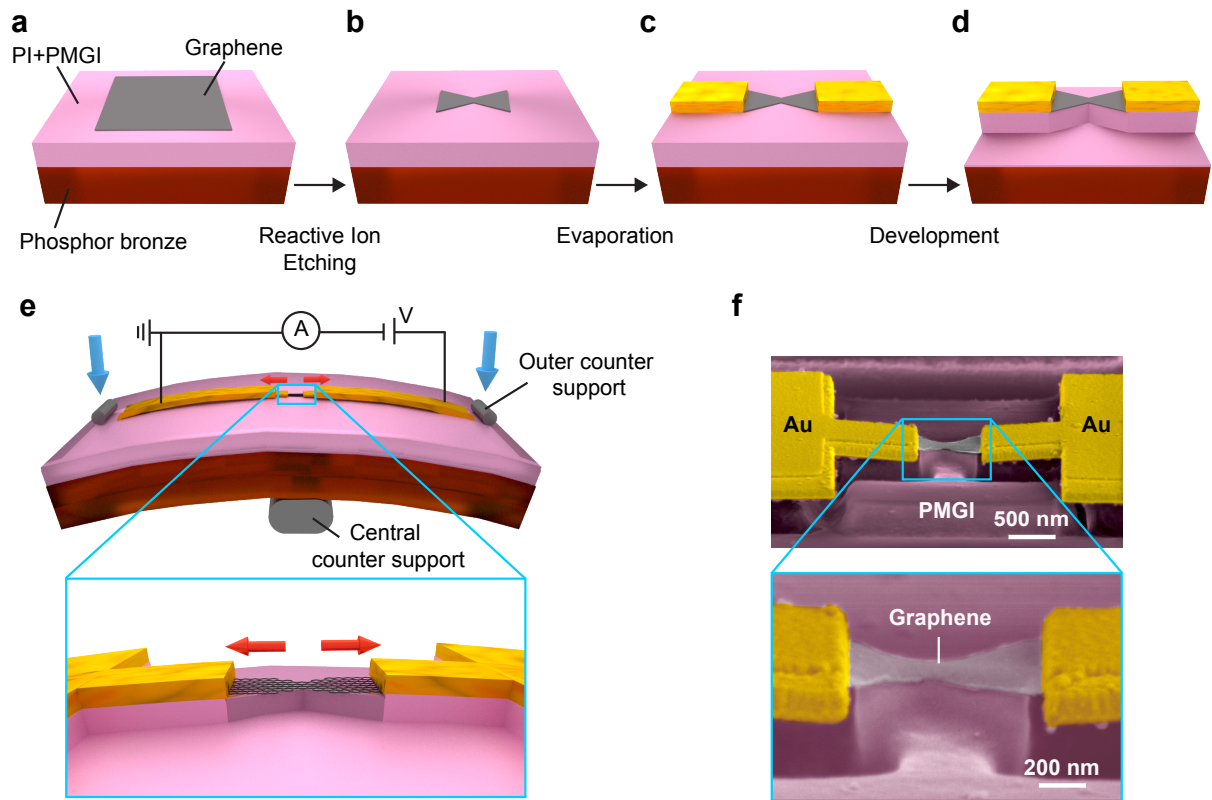 a
b
c
d
PI+PMGI
Graphene
Phosphor bronze
Reactive Ion
Etching
Evaporation
Development
e
A
V
Outer counter
support
Central
counter support
f
Au
Au
PMGI
500 nm
Graphene
200 nm